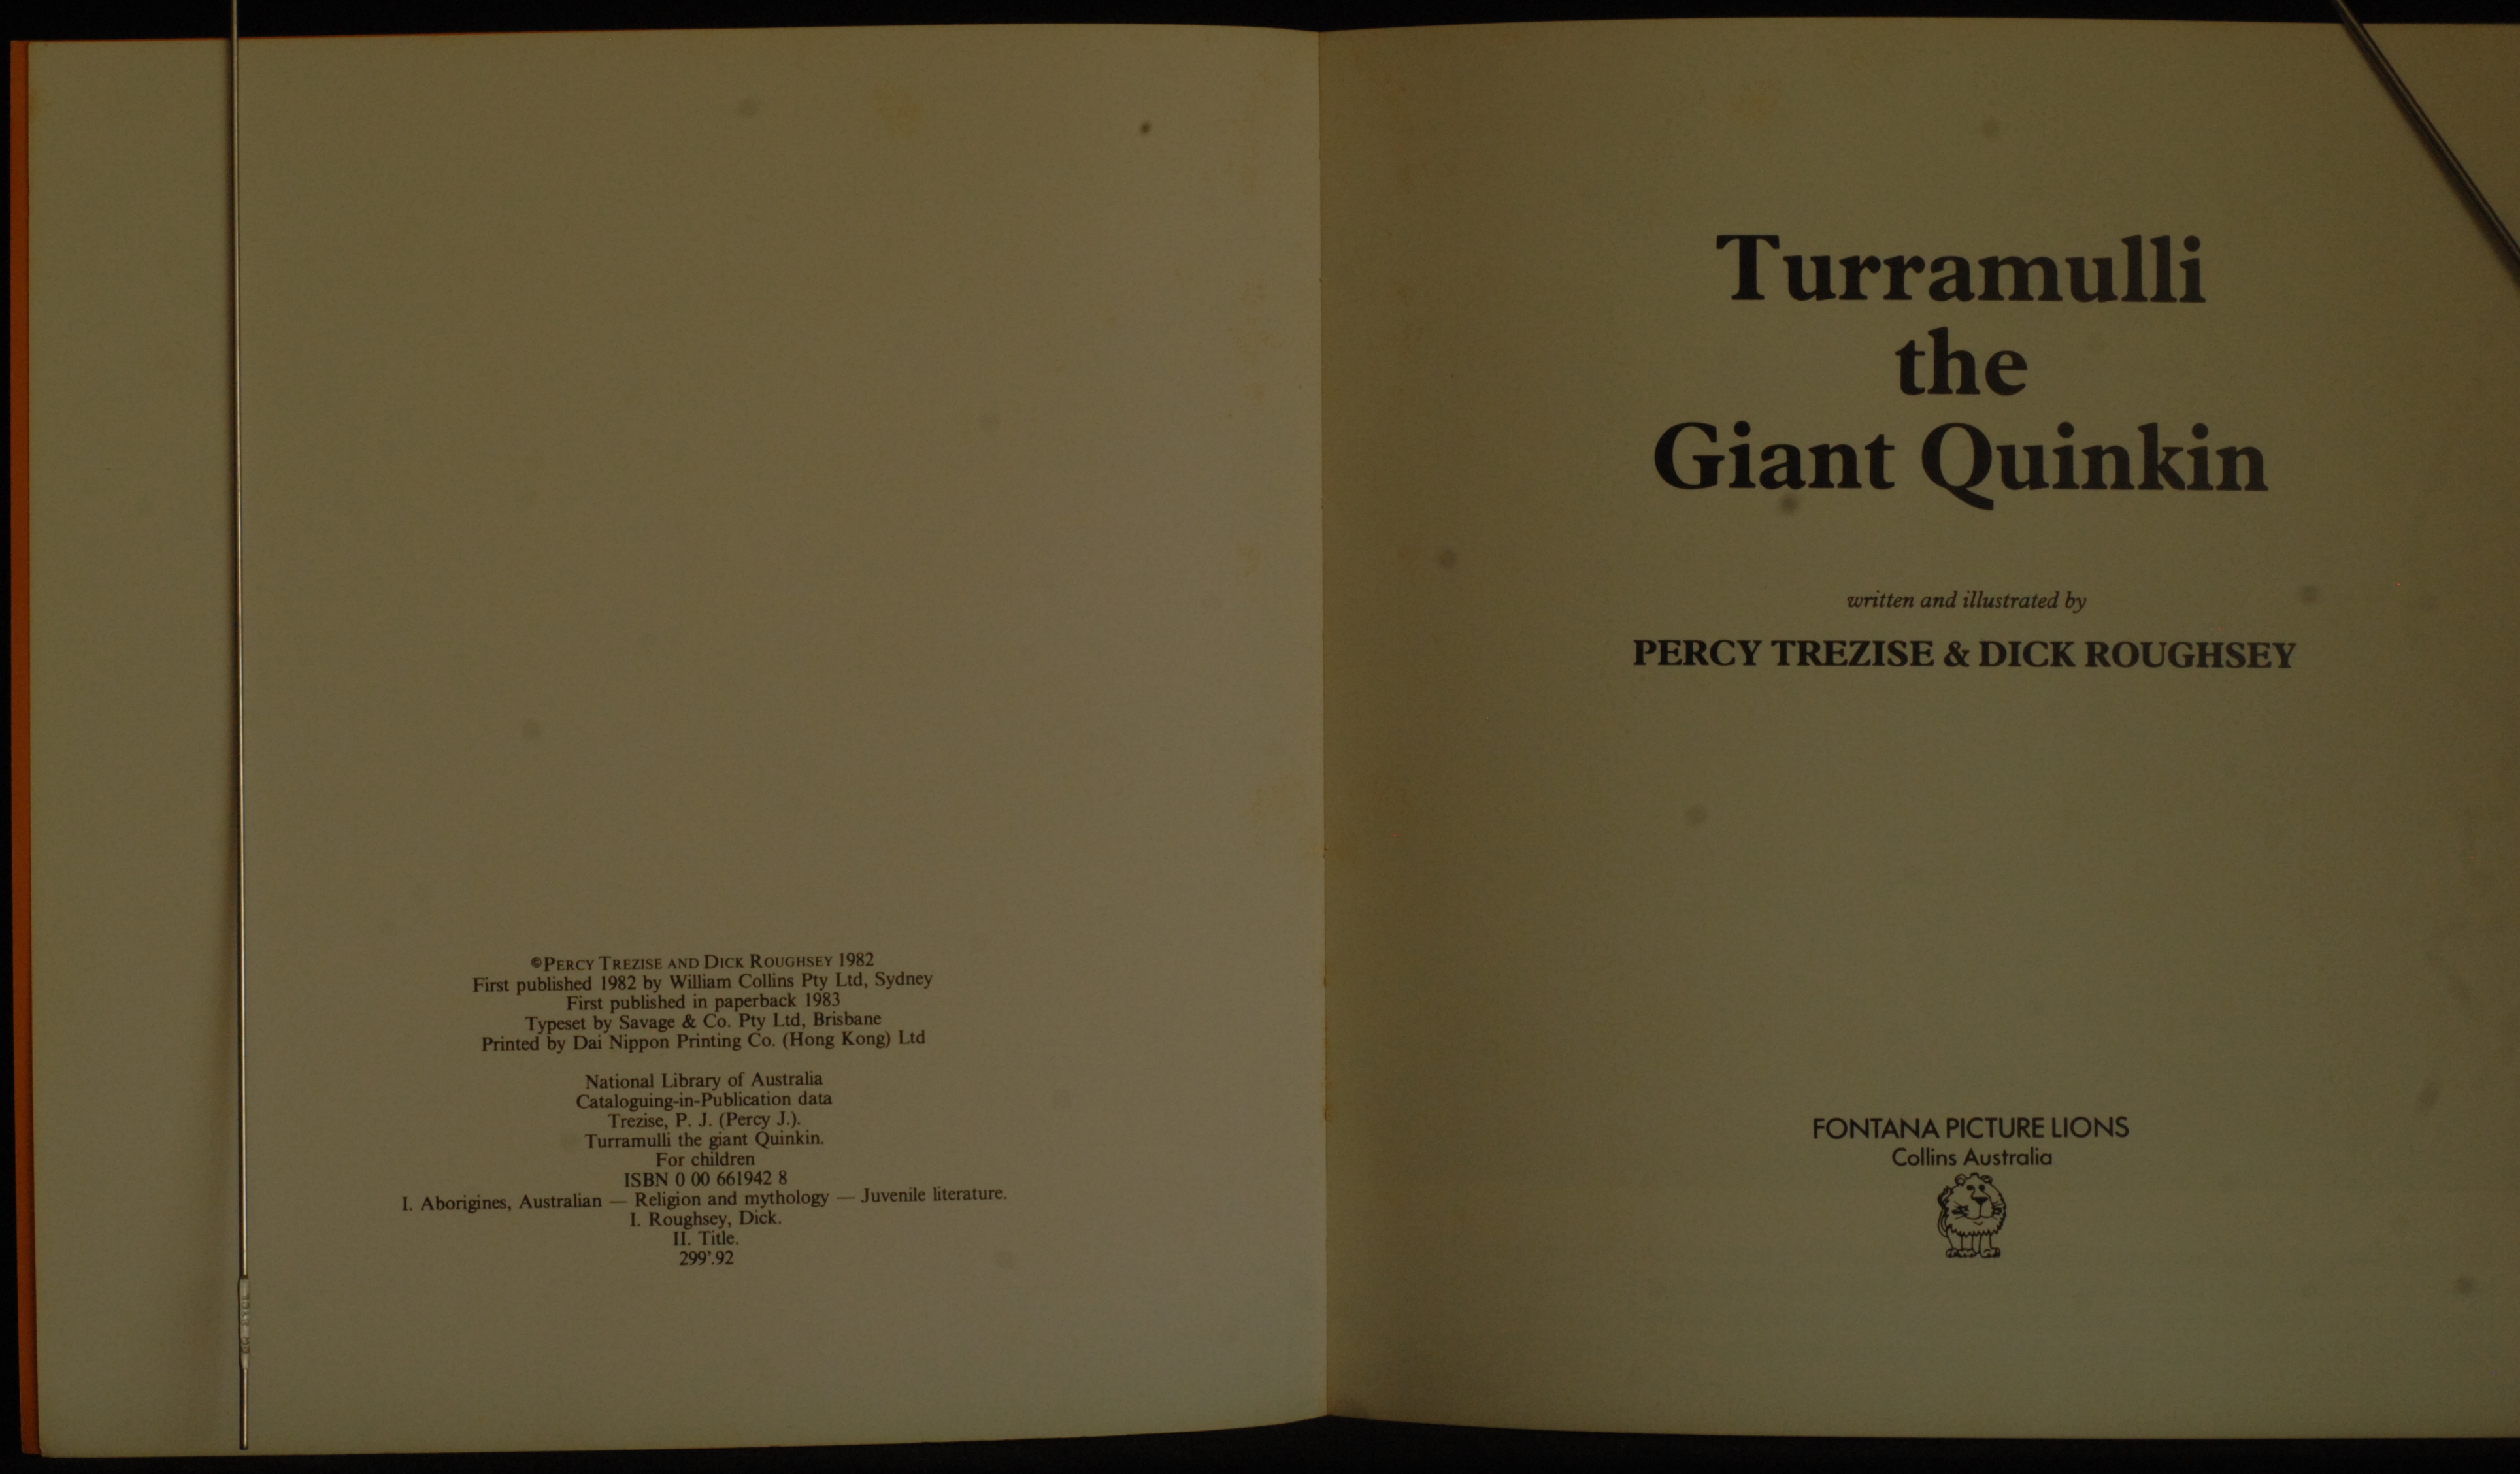 ©PERCY TREZISE AND DICK ROUGHSEY 1982
First published 1982 by William Collins Pty Ltd, Sydney
First published in paperback 1983
Typeset by Savage & Co. Pty Ltd, Brisbane
Printed by Dai Nippon Printing Co. (Hong Kong) Ltd
National Library of Australia
Cataloguing-in-Publication data
Trezise, P. J. (Percy J.).
Turramulli the giant Quinkin.
For children
ISBN 0 00 661942 8
I. Aborigines, Australian — Religion and mythology — Juvenile literature.
I. Roughsey, Dick.
II. Title.
299'.92
Turramulli
the
Giant Quinkin
written and illustrated by
PERCY TREZISE & DICK ROUGHSEY
FONTANA PICTURE LIONS
Collins Australia